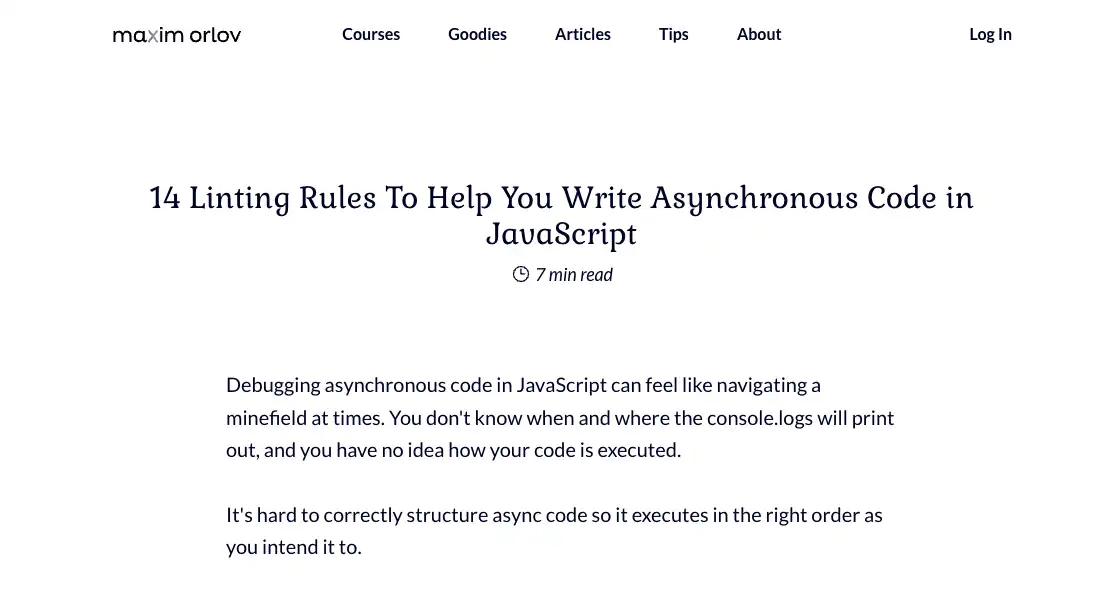 maxim orlov Courses Goodies Articles Tips About Log In
14 Linting Rules To Help You Write Asynchronous Code in
JavaScript
7 min read
Debugging asynchronous code in JavaScript can feel like navigating a
minefield at times. You don't know when and where the console.logs will print
out, and you have no idea how your code is executed.
It's hard to correctly structure async code so it executes in the right order as
you intend it to.